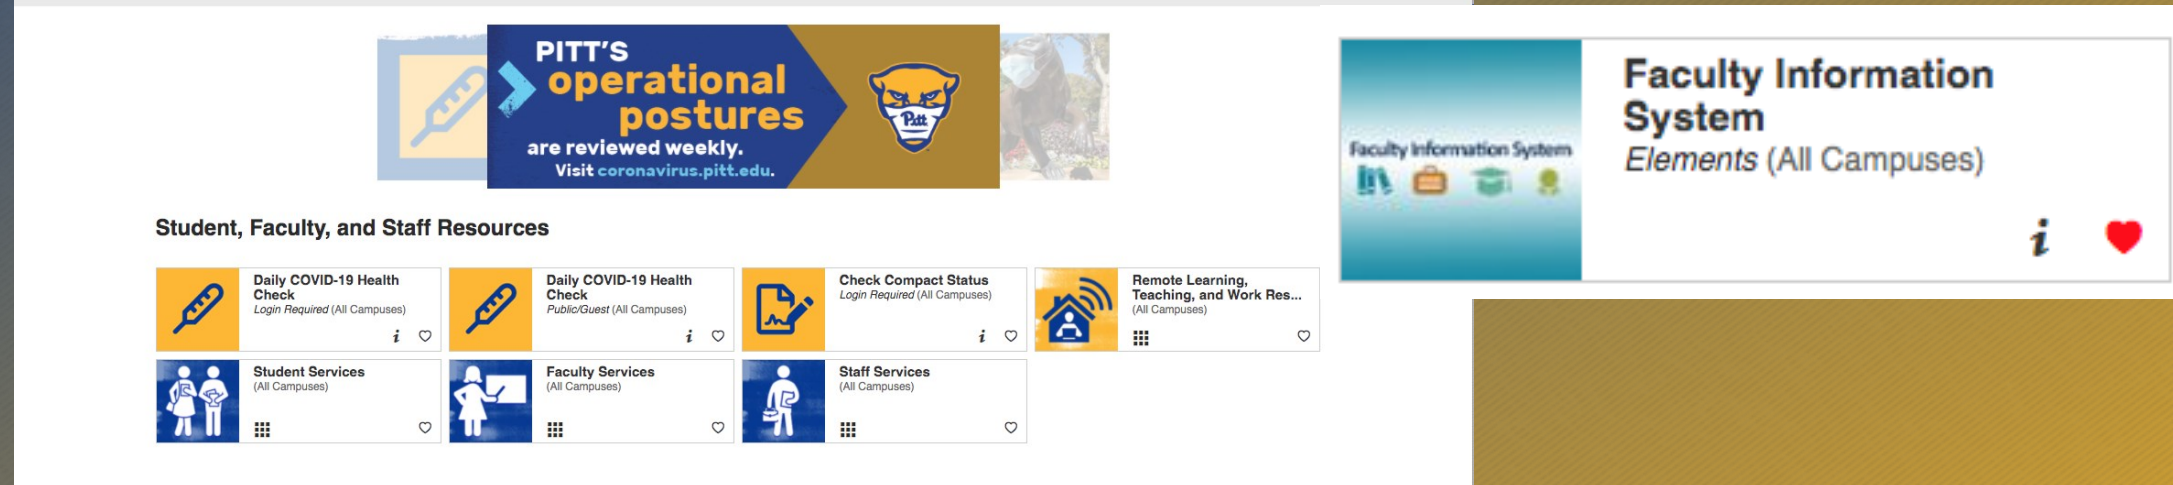 PITT'S
operational
postures
are reviewed weekly.
Visit coronavirus.pitt.edu.
Pitt
Student, Faculty, and Staff Resources
Daily COVID-19 Health
Check
Login Required (All Campuses)
i
Daily COVID-19 Health
Check
Public/Guest (All Campuses)
i
Check Compact Status
Login Required (All Campuses)
i
Remote Learning,
Teaching, and Work Res...
(All Campuses)
Student Services
(All Campuses)
Faculty Services
(All Campuses)
Staff Services
(All Campuses)
Faculty Information System
Faculty Information
System
Elements (All Campuses)
i